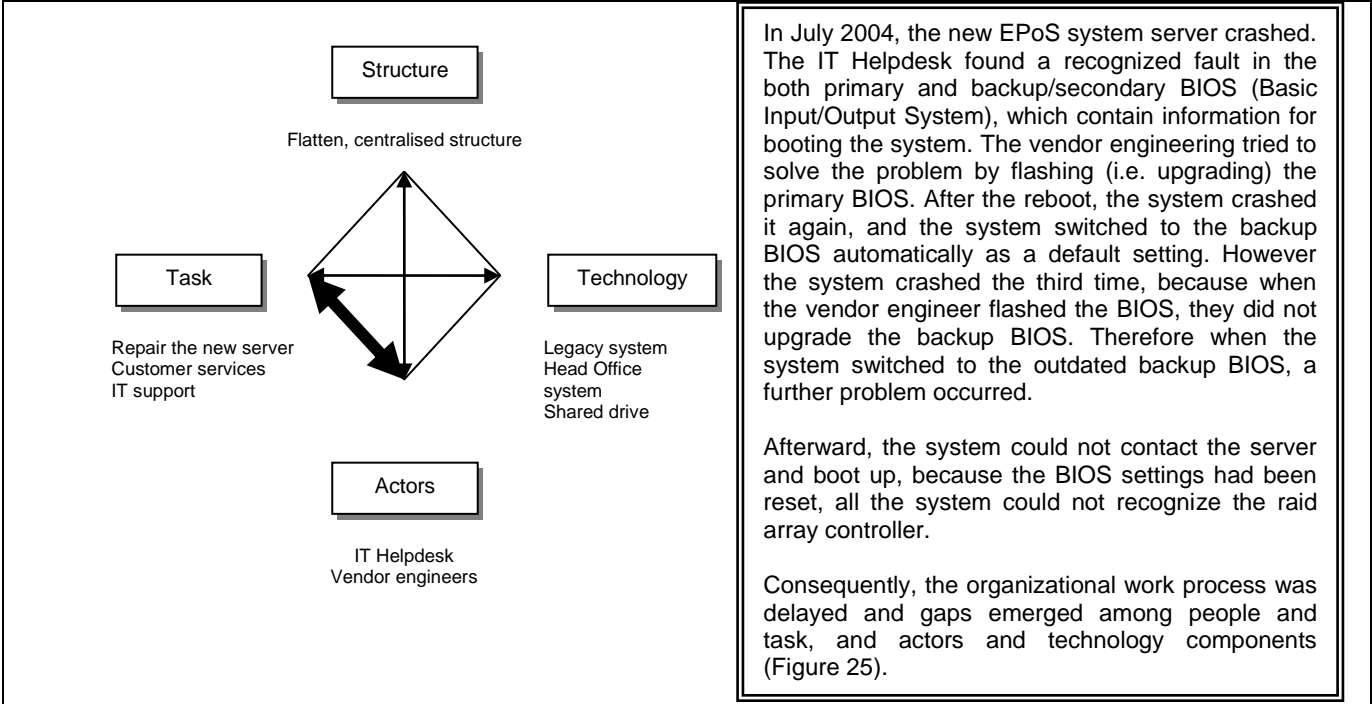 Structure
Flatten, centralised structure
Task
Technology
Repair the new server
Customer services
IT support
Legacy system
Head Office
system
Shared drive
Actors
IT Helpdesk
Vendor engineers
In July 2004, the new EPoS system server crashed.
The IT Helpdesk found a recognized fault in the
both primary and backup/secondary BIOS (Basic
Input/Output System), which contain information for
booting the system. The vendor engineering tried to
solve the problem by flashing (i.e. upgrading) the
primary BIOS. After the reboot, the system crashed
it again, and the system switched to the backup
BIOS automatically as a default setting. However
the system crashed the third time, because when
the vendor engineer flashed the BIOS, they did not
upgrade the backup BIOS. Therefore when the
system switched to the outdated backup BIOS, a
further problem occurred.
Afterward, the system could not contact the server
and boot up, because the BIOS settings had been
reset, all the system could not recognize the raid
array controller.
Consequently, the organizational work process was
delayed and gaps emerged among people and
task, and actors and technology components
(Figure 25).